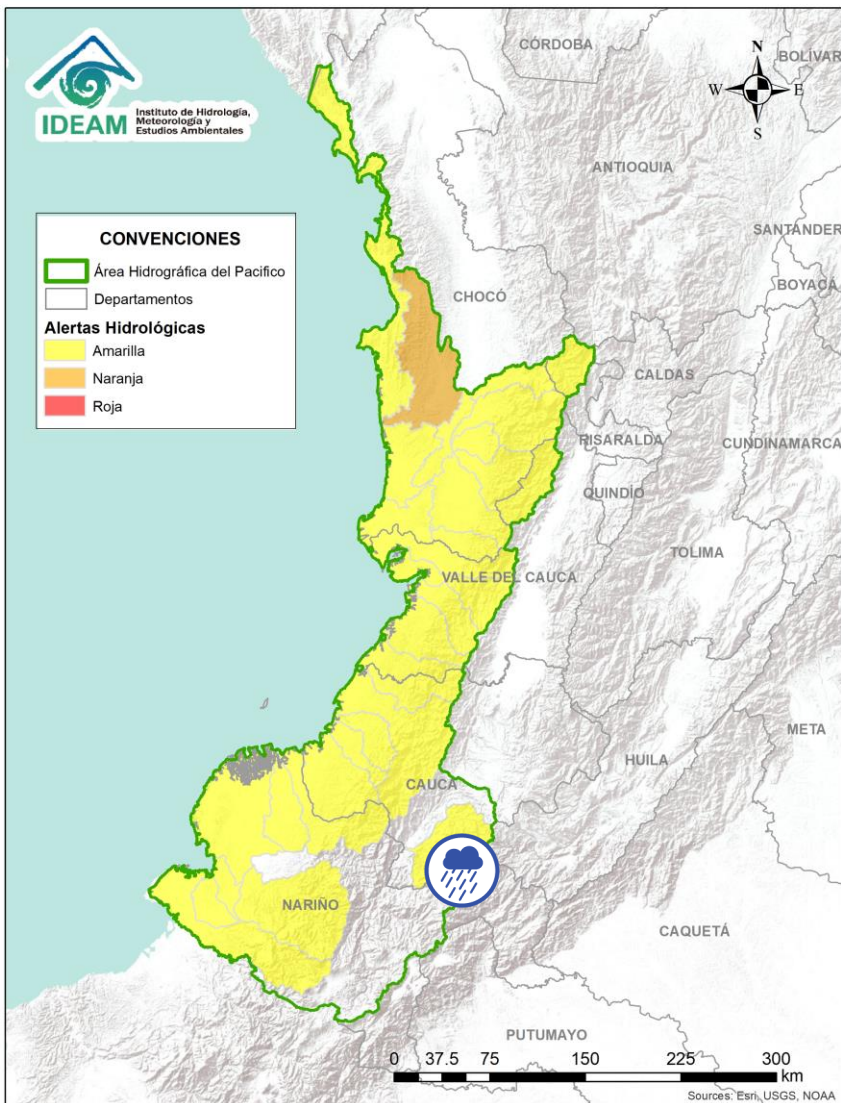 IDEAM
Instituto de Hidrología,
Meteorología y
Estudios Ambientales
CÓRDOBA
BOLÍVAR
N
W
E
S
ANTIOQUIA
SANTANDER
BOYACÁ
CONVENCIONES
Área Hidrográfica del Pacifico
Departamentos
Alertas Hidrológicas
Amarilla
Naranja
Roja
CHOCÓ
CALDAS
RISARALDA
CUNDINAMARCA
QUINDÍO
TOLIMA
VALLE DEL CAUCA
META
HUILA
CAUCA
NARIÑO
CAQUETÁ
PUTUMAYO
0 37.5 75 150 225 300
km
Sources: Esri, USGS, NOAA